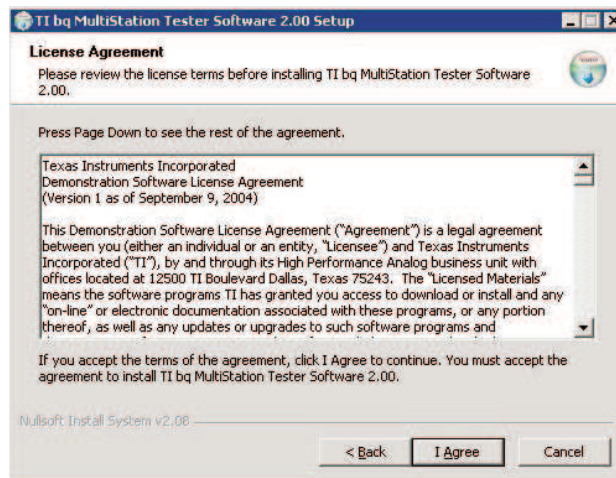 TI bq MultiStation Tester Software 2.00 Setup
License Agreement
Please review the license terms before installing TI bq MultiStation Tester Software
2.00.
Press Page Down to see the rest of the agreement.
Texas Instruments Incorporated
Demonstration Software License Agreement
(Version 1 as of September 9, 2004)
This Demonstration Software License Agreement ("Agreement") is a legal agreement
between you (either an individual or an entity, "Licensee") and Texas Instruments
Incorporated ("TI"), by and through its High Performance Analog business unit with
offices located at 12500 TI Boulevard Dallas, Texas 75243. The "Licensed Materials"
means the software programs TI has granted you access to download or install and any
"on-line" or electronic documentation associated with these programs, or any portion
thereof, as well as any updates or upgrades to such software programs and
If you accept the terms of the agreement, click I Agree to continue. You must accept the
agreement to install TI bq MultiStation Tester Software 2.00.
Nullsoft Install System v2.08
< Back
I Agree
Cancel